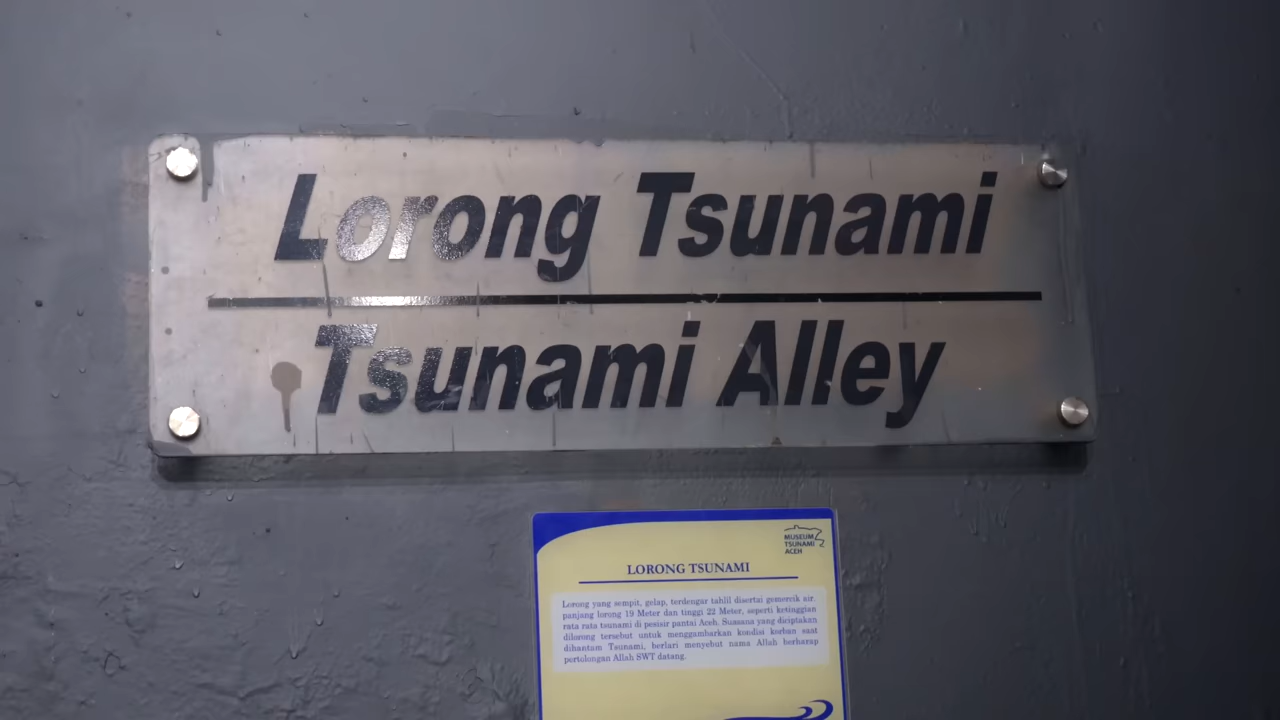 Lorong Tsunami
Tsunami Alley
MUSEUM
TSUNAMI
ACEH
LORONG TSUNAMI
Lorong yang sempit, gelap, terdengar tahlil disertai gemercik air.
panjang lorong 19 Meter dan tinggi 22 Meter, seperti ketinggian
rata rata tsunami di pesisir pantai Aceh. Suasana yang diciptakan
dilorong tersebut untuk menggambarkan kondisi korban saat
dihantam Tsunami, berlari menyebut nama Allah berharap
pertolongan Allah SWT datang.